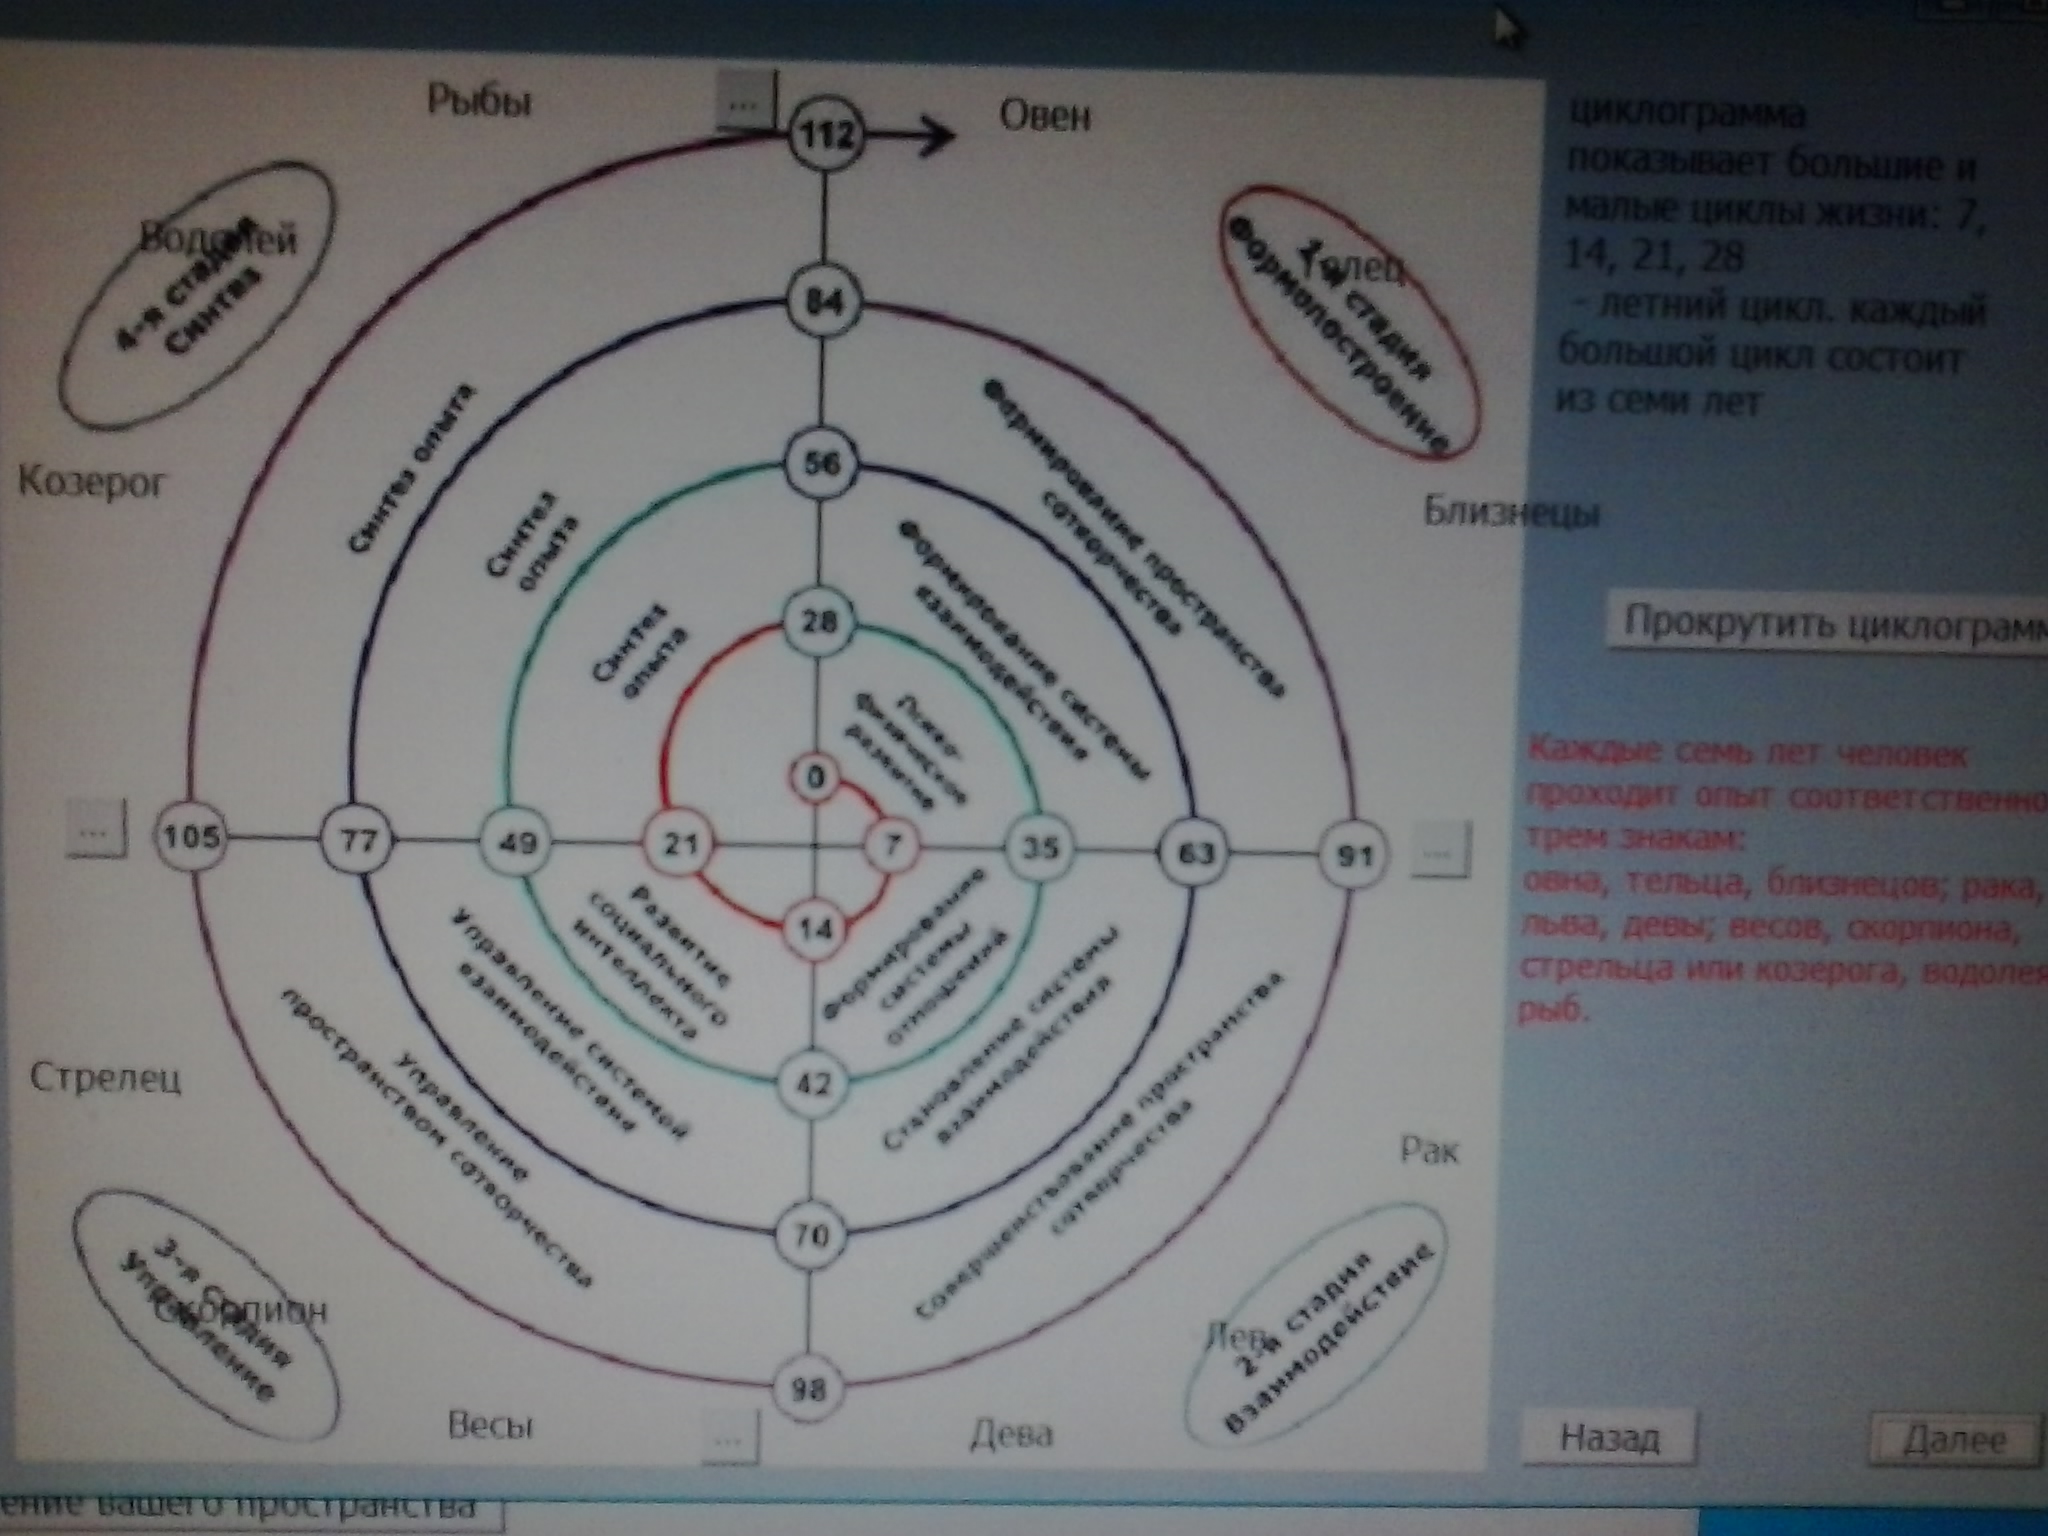 Рыбы
...
112
Овен
Водолей
4-я стадия
Синтез
Телец
1-я стадия
Формопостроение
84
Козерог
Синтез опыта
56
Формирование пространства
сотворчества
Близнецы
Синтез
опыта
Формирование системы
взаимодействия
28
Синтез
опыта
Психо-
физическое
развитие
0
...
105
77
49
21
7
35
63
91
...
14
Развитие
социального
интеллекта
Формирование
системы
отношений
Управление системой
взаимодействия
Становление системы
взаимодействия
42
Управление
пространством сотворчества
Совершенствование пространства
сотворчества
Стрелец
Рак
70
3-я стадия
Управление
Скорпион
Лев
2-я стадия
Взаимодействие
98
Весы
...
Дева
циклограмма
показывает большие и
малые циклы жизни: 7,
14, 21, 28
- летний цикл. каждый
большой цикл состоит
из семи лет
Прокрутить циклограмм
Каждые семь лет человек
проходит опыт соответственно
трем знакам:
овна, тельца, близнецов; рака,
льва, девы; весов, скорпиона,
стрельца или козерога, водолея
рыб.
Назад
Далее
ение вашего пространства